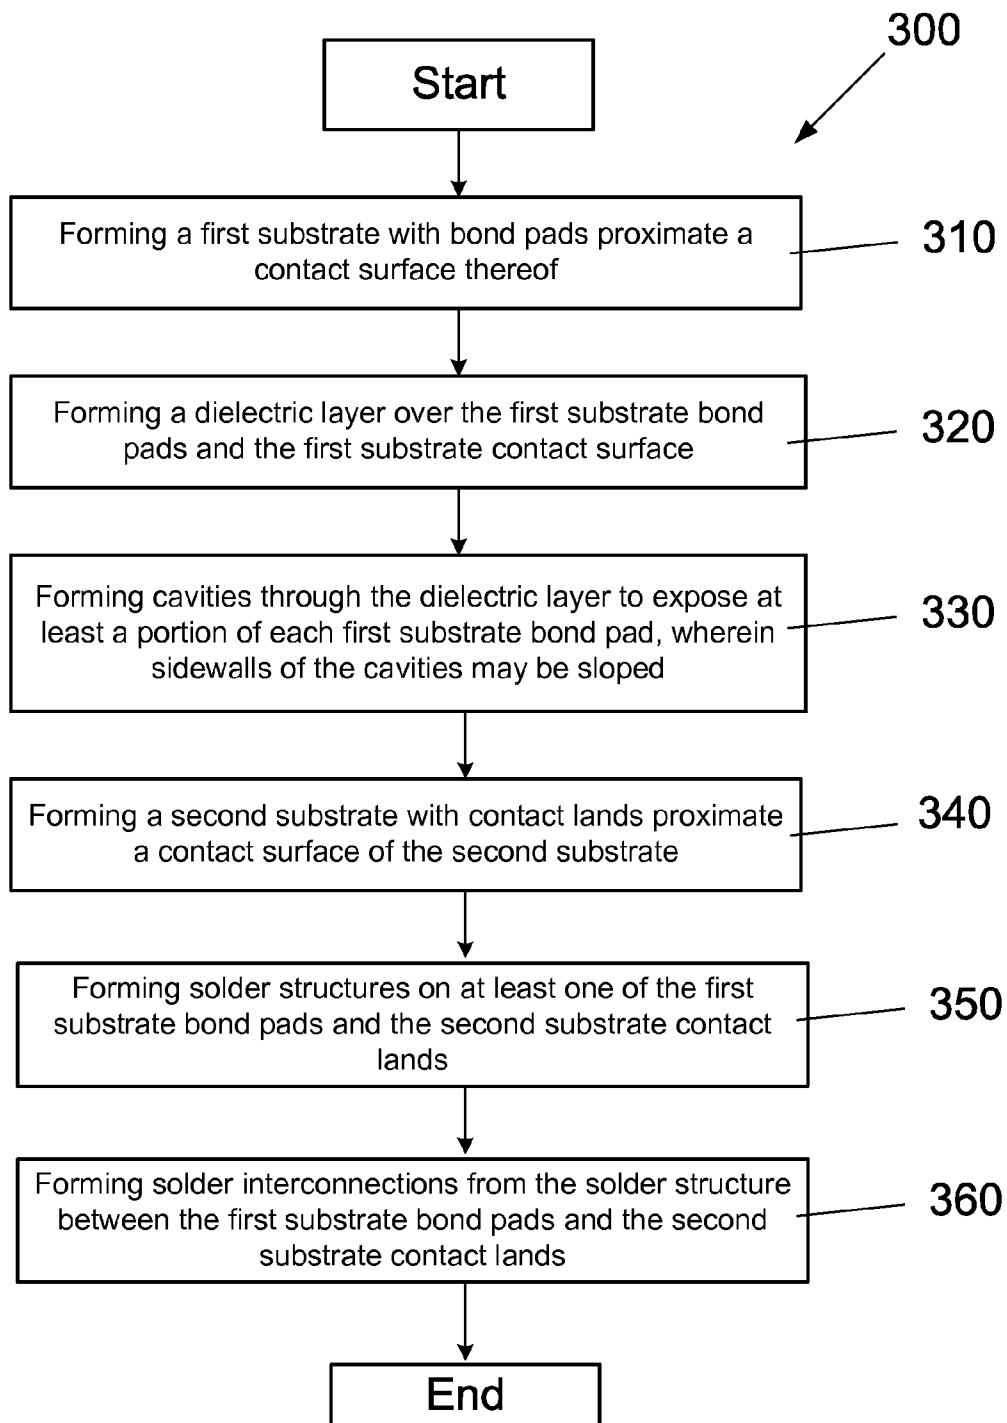 300
Start
Forming a first substrate with bond pads proximate a
contact surface thereof
310
Forming a dielectric layer over the first substrate bond
pads and the first substrate contact surface
320
Forming cavities through the dielectric layer to expose at
least a portion of each first substrate bond pad, wherein
sidewalls of the cavities may be sloped
330
Forming a second substrate with contact lands proximate
a contact surface of the second substrate
340
Forming solder structures on at least one of the first
substrate bond pads and the second substrate contact
lands
350
Forming solder interconnections from the solder structure
between the first substrate bond pads and the second
substrate contact lands
360
End